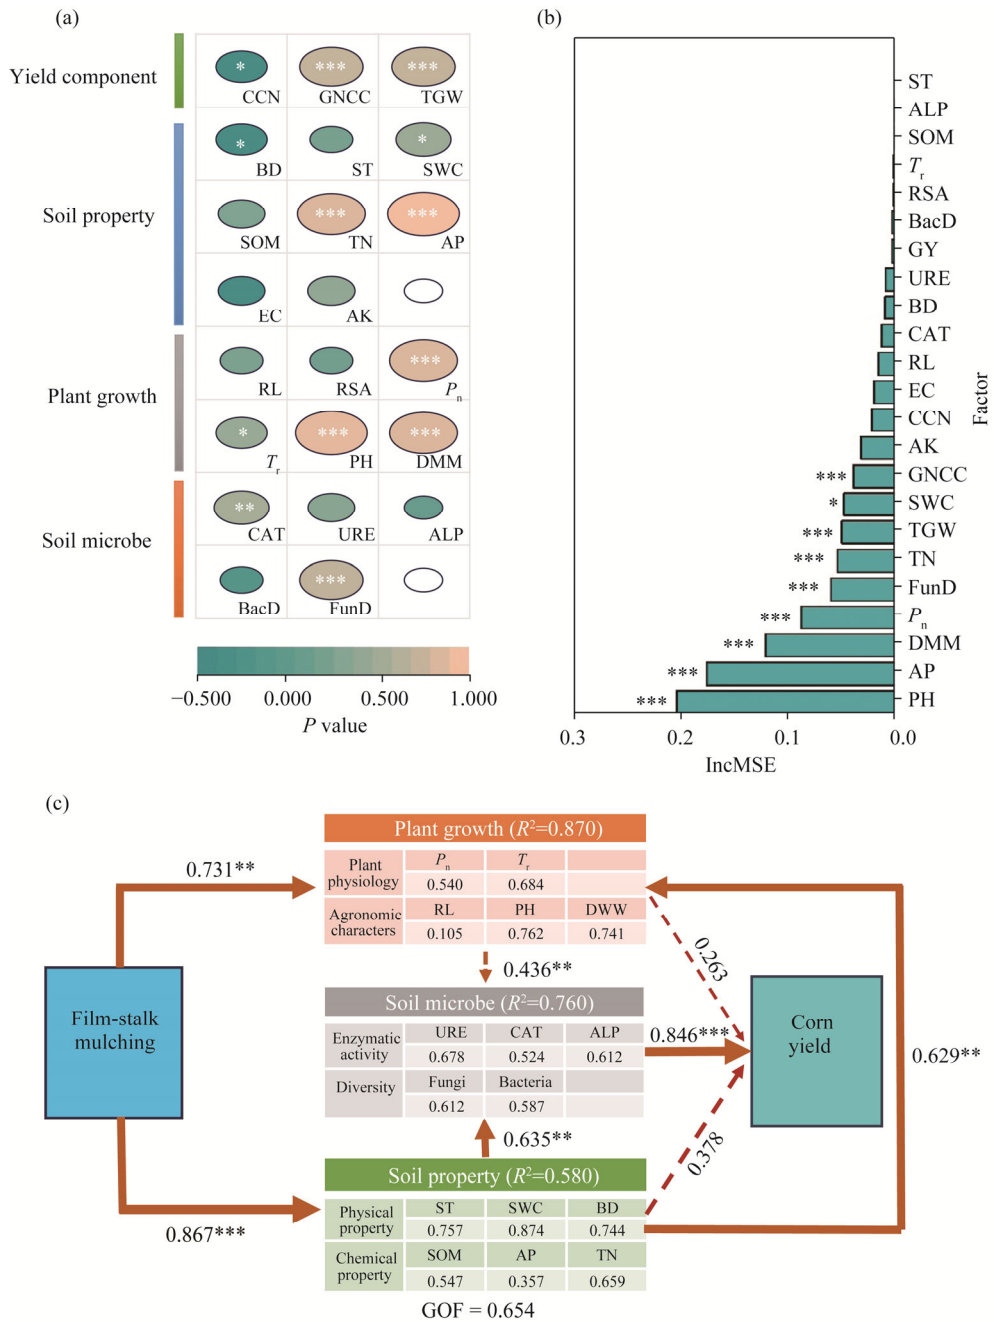 (a)
Yield component
* *** ***
CCN GNCC TGW
* *
BD ST SWC
Soil property
*** ***
SOM TN AP
EC AK
***
RL RSA Pn
Plant growth
* *** ***
Tr PH DMM
**
CAT URE ALP
Soil microbe
***
BacD FunD
−0.500 0.000 0.500 1.000
P value
(b)
ST
ALP
SOM
Tr
RSA
BacD
GY
URE
BD
CAT
RL
EC
CCN
AK
*** GNCC
* SWC
*** TGW
*** TN
*** FunD
*** Pn
*** DMM
*** AP
*** PH
Factor
0.3 0.2 0.1 0.0
IncMSE
(c)
Plant growth (R²=0.870)
Plant physiology
Pn Tr
0.540 0.684
Agronomic characters
RL PH DWW
0.105 0.762 0.741
0.731**
0.436**
0.263
Film-stalk
mulching
Soil microbe (R²=0.760)
Enzymatic activity
URE CAT ALP
0.678 0.524 0.612
Diversity
Fungi Bacteria
0.612 0.587
0.846***
Corn
yield
0.629**
0.635**
0.378
Soil property (R²=0.580)
Physical property
ST SWC BD
0.757 0.874 0.744
Chemical property
SOM AP TN
0.547 0.357 0.659
0.867***
GOF = 0.654